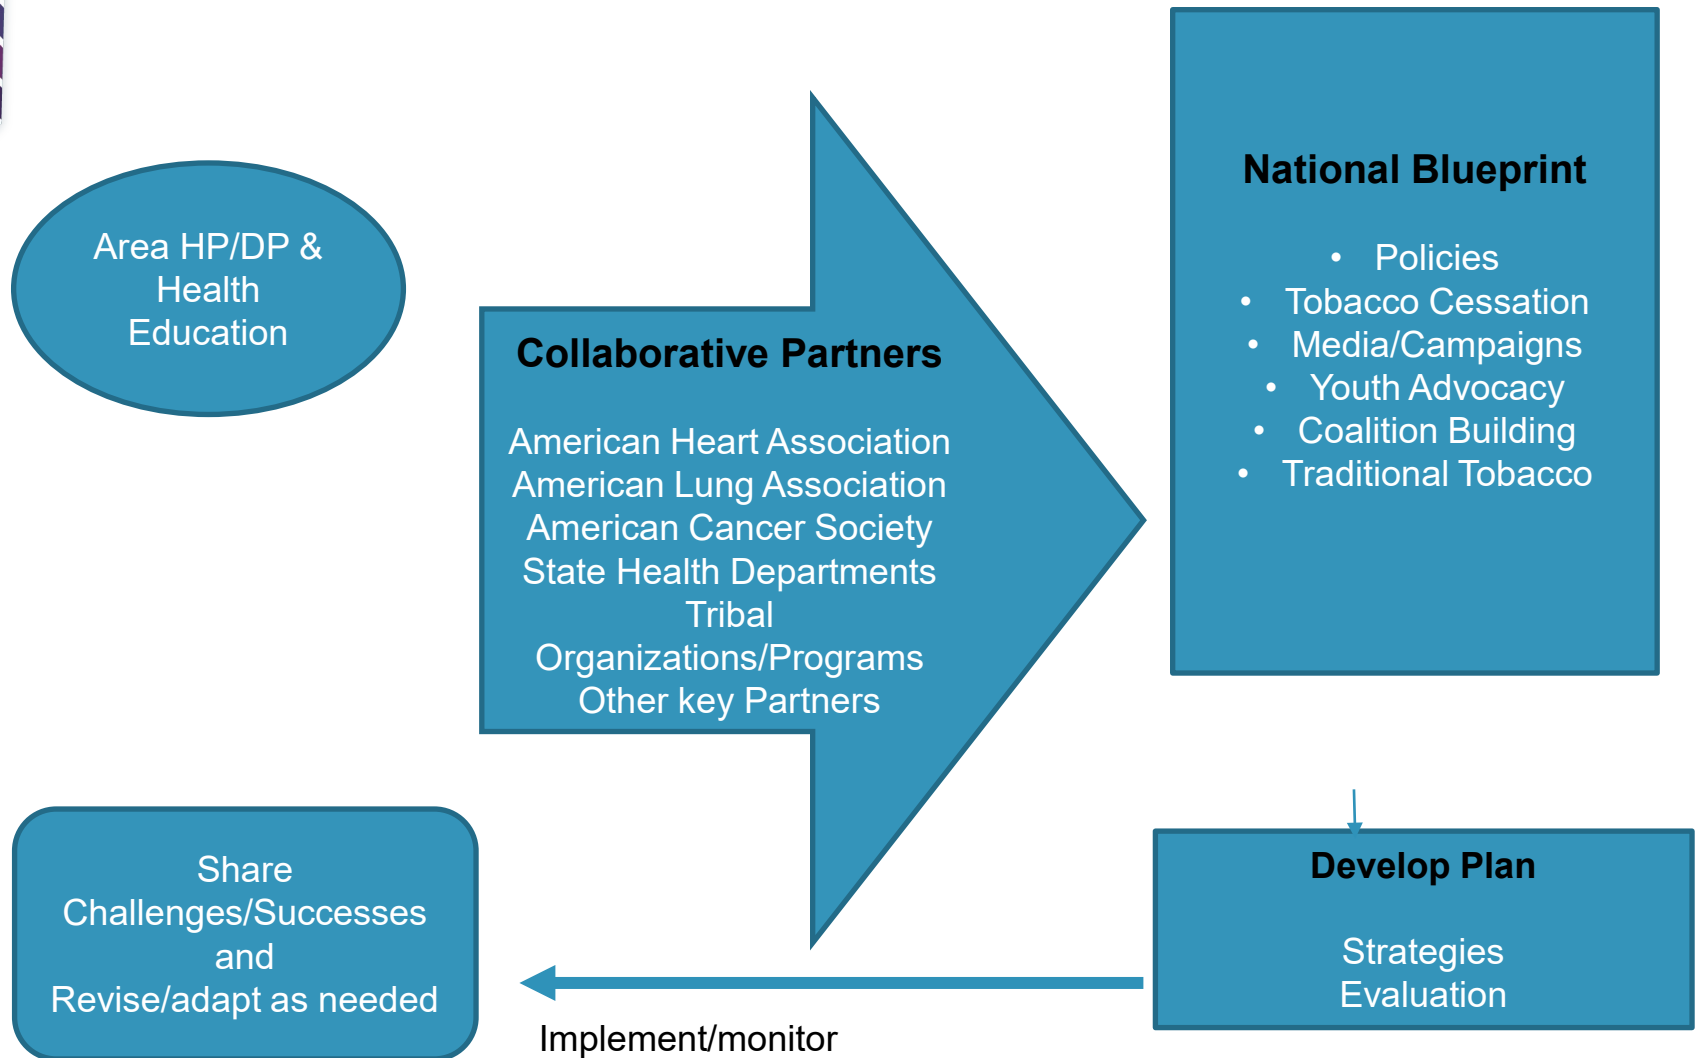 Area HP/DP &
Health
Education
Collaborative Partners
American Heart Association
American Lung Association
American Cancer Society
State Health Departments
Tribal
Organizations/Programs
Other key Partners
National Blueprint
• Policies
• Tobacco Cessation
• Media/Campaigns
• Youth Advocacy
• Coalition Building
• Traditional Tobacco
Develop Plan
Strategies
Evaluation
Implement/monitor
Share
Challenges/Successes
and
Revise/adapt as needed